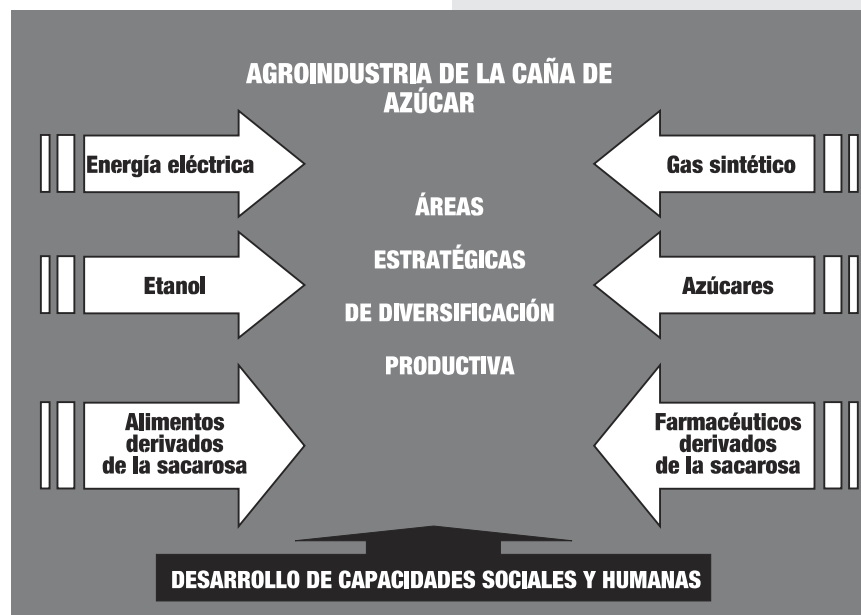 AGROINDUSTRIA DE LA CAÑA DE
AZÚCAR
Energía eléctrica
Gas sintético
ÁREAS
ESTRATÉGICAS
DE DIVERSIFICACIÓN
PRODUCTIVA
Etanol
Azúcares
Alimentos
derivados
de la sacarosa
Farmacéuticos
derivados
de la sacarosa
DESARROLLO DE CAPACIDADES SOCIALES Y HUMANAS